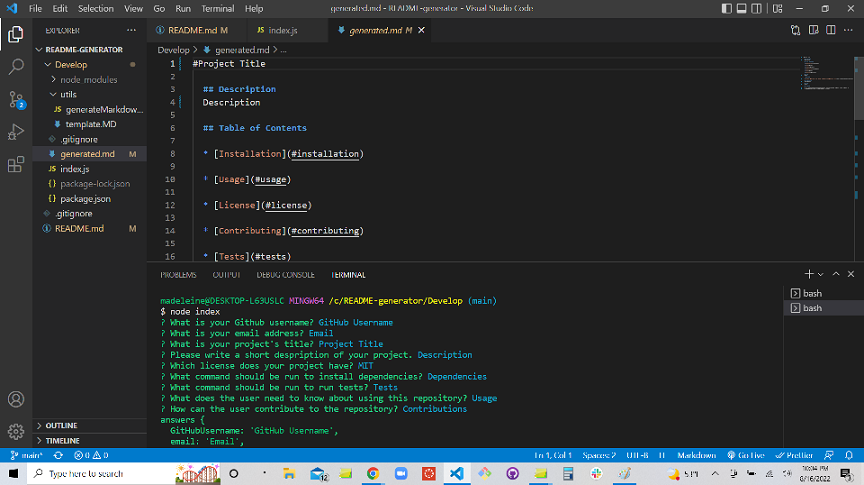 File Edit Selection View Go Run Terminal Help
generated.md - README-generator - Visual Studio Code
EXPLORER
README-GENERATOR
Develop
node_modules
utils
generateMarkdow...
template.MD
.gitignore
generated.md M
index.js
package-lock.json
package.json
.gitignore
README.md M
OUTLINE
TIMELINE
README.md M
index.js
generated.md M
Develop > generated.md > ...
1 #Project Title
2
3 ## Description
4 Description
5
6 ## Table of Contents
7
8 * [Installation](#installation)
9
10 * [Usage](#usage)
11
12 * [License](#license)
13
14 * [Contributing](#contributing)
15
16 * [Tests](#tests)
PROBLEMS OUTPUT DEBUG CONSOLE TERMINAL
bash
bash
madeleine@DESKTOP-L63USLC MINGW64 /c/README-generator/Develop (main)
$ node index
? What is your Github username? GitHub Username
? What is your email address? Email
? What is your project's title? Project Title
? Please write a short despription of your project. Description
? Which license does your project have? MIT
? What command should be run to install dependencies? Dependencies
? What command should be run to run tests? Tests
? What does the user need to know about using this repository? Usage
? How can the user contribute to the repository? Contributions
answers {
GitHubUsername: 'GitHub Username',
email: 'Email',
main* 0 0
Ln 1, Col 1 Spaces: 2 UTF-8 LF Markdown Go Live Prettier
Type here to search
53°F
10:04 PM
6/16/2022